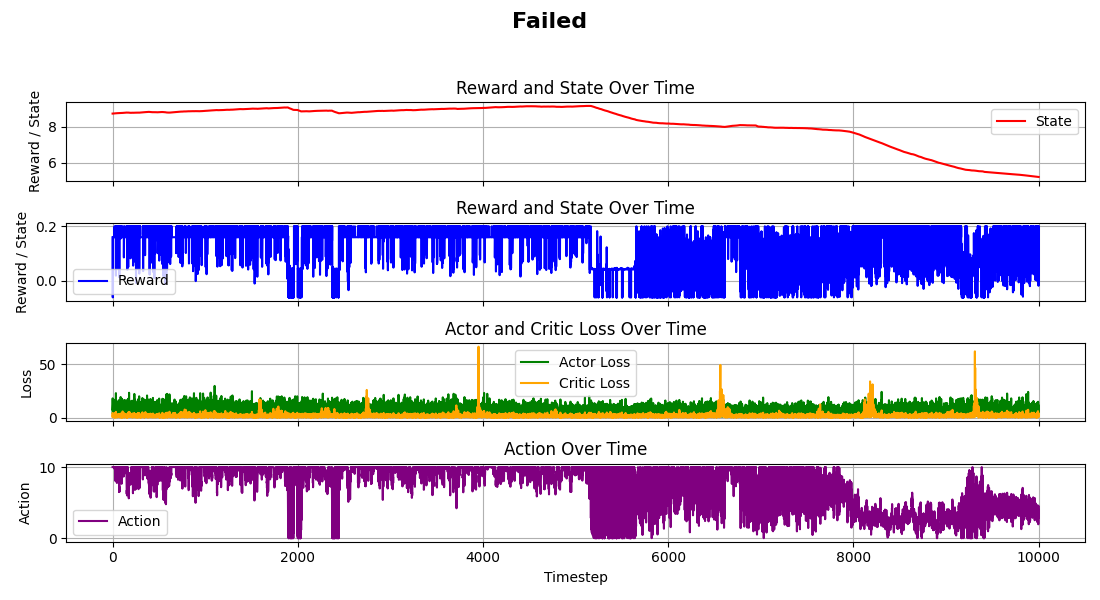 Failed
Reward and State Over Time
Reward / State
8
6
State
Reward and State Over Time
Reward / State
0.2
0.0
Reward
Actor and Critic Loss Over Time
Loss
50
0
Actor Loss
Critic Loss
Action Over Time
Action
10
0
Action
0 2000 4000 6000 8000 10000
Timestep